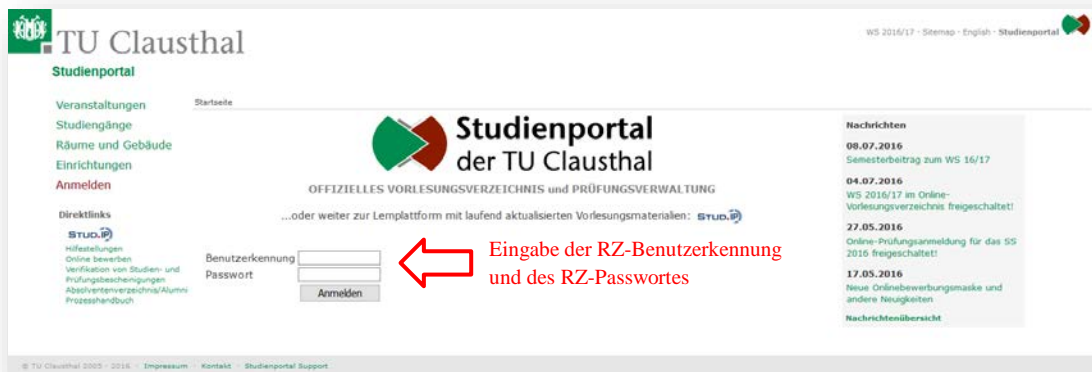 TU Clausthal
WS 2016/17 - Sitemap - English - Studienportal
Studienportal
Veranstaltungen
Studiengänge
Räume und Gebäude
Einrichtungen
Anmelden
Direktlinks
STUD.IP
Hilfestellungen
Online bewerben
Verifikation von Studien- und
Prüfungsbescheinigungen
Absolventenverzeichnis/Alumni
Prozesshandbuch
Startseite
Studienportal
der TU Clausthal
OFFIZIELLES VORLESUNGSVERZEICHNIS und PRÜFUNGSVERWALTUNG
...oder weiter zur Lernplattform mit laufend aktualisierten Vorlesungsmaterialien: STUD.IP
Benutzerkennung
Passwort
Anmelden
Eingabe der RZ-Benutzerkennung
und des RZ-Passwortes
Nachrichten
08.07.2016
Semesterbeitrag zum WS 16/17
04.07.2016
WS 2016/17 im Online-
Vorlesungsverzeichnis freigeschaltet!
27.05.2016
Online-Prüfungsanmeldung für das SS
2016 freigeschaltet!
17.05.2016
Neue Onlinebewerbungsmaske und
andere Neuigkeiten
Nachrichtenübersicht
© TU Clausthal 2005 - 2016 - Impressum - Kontakt - Studienportal Support